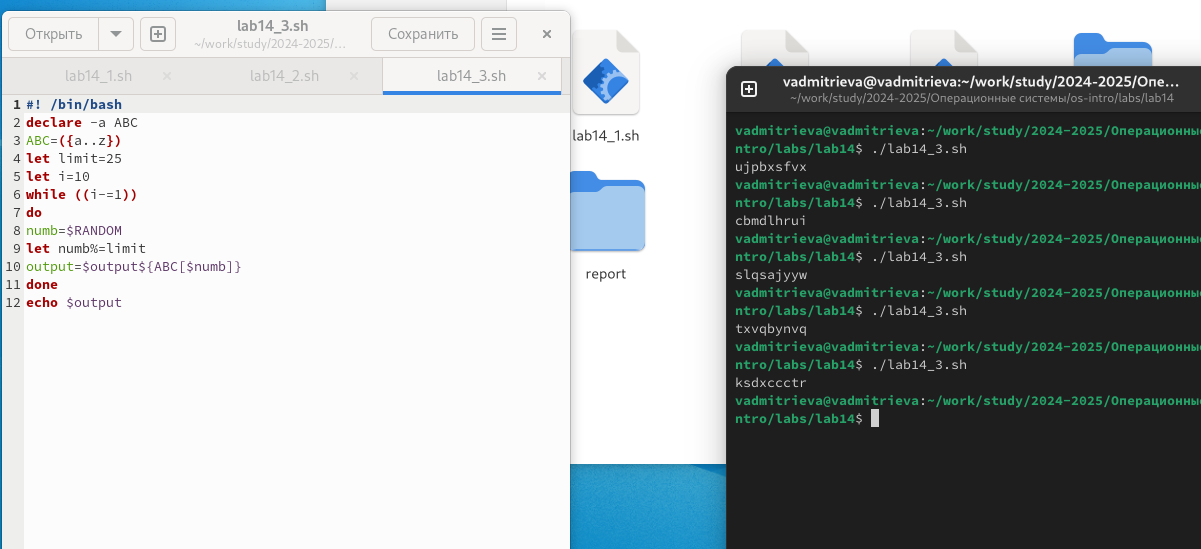 Открыть
lab14_3.sh
~/work/study/2024-2025/…
Сохранить
lab14_1.sh
lab14_2.sh
lab14_3.sh
1 #! /bin/bash
2 declare -a ABC
3 ABC=({a..z})
4 let limit=25
5 let i=10
6 while ((i-=1))
7 do
8 numb=$RANDOM
9 let numb%=limit
10 output=$output${ABC[$numb]}
11 done
12 echo $output
lab14_1.sh
report
vadmitrieva@vadmitrieva:~/work/study/2024-2025/Опе…
~/work/study/2024-2025/Операционные системы/os-intro/labs/lab14
vadmitrieva@vadmitrieva:~/work/study/2024-2025/Операционные
ntro/labs/lab14$ ./lab14_3.sh
ujpbxsfvx
vadmitrieva@vadmitrieva:~/work/study/2024-2025/Операционные
ntro/labs/lab14$ ./lab14_3.sh
cbmdlhrui
vadmitrieva@vadmitrieva:~/work/study/2024-2025/Операционные
ntro/labs/lab14$ ./lab14_3.sh
slqsajyyw
vadmitrieva@vadmitrieva:~/work/study/2024-2025/Операционные
ntro/labs/lab14$ ./lab14_3.sh
txvqbynvq
vadmitrieva@vadmitrieva:~/work/study/2024-2025/Операционные
ntro/labs/lab14$ ./lab14_3.sh
ksdxccctr
vadmitrieva@vadmitrieva:~/work/study/2024-2025/Операционные
ntro/labs/lab14$